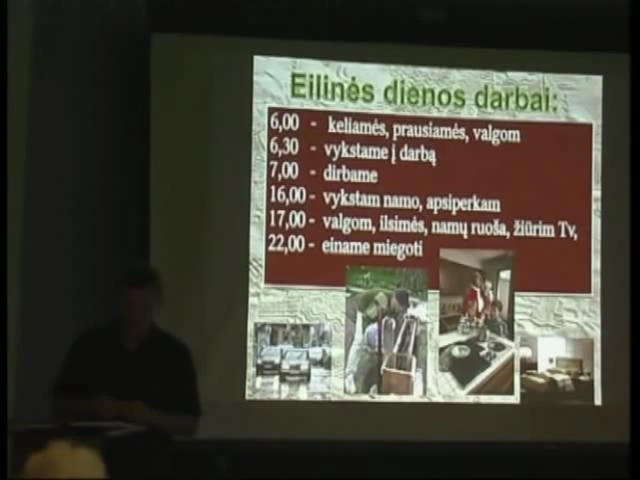 Eilinės dienos darbai:
6,00 - keliamės, prausiamės, valgom
6,30 - vykstame į darbą
7,00 - dirbame
16,00 - vykstam namo, apsiperkam
17,00 - valgom, ilsimės, namų ruoša, žiūrim Tv,
22,00 - einame miegoti